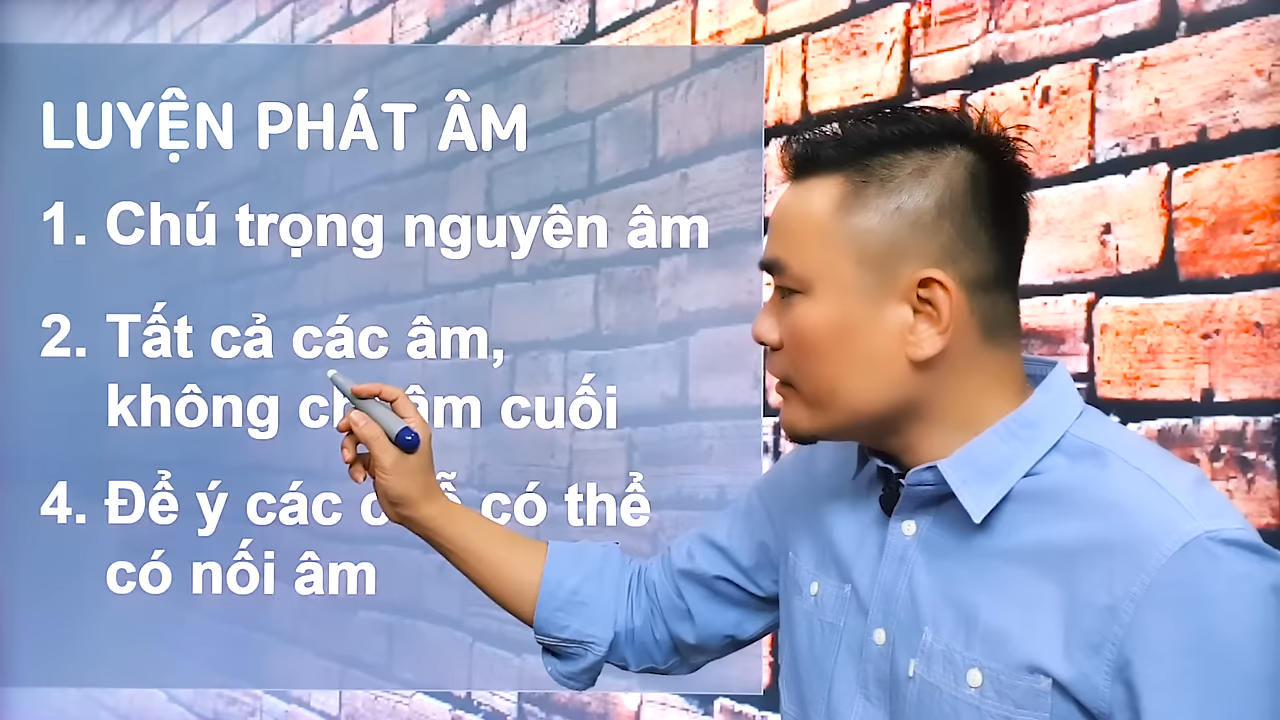 LUYỆN PHÁT ÂM
1. Chú trọng nguyên âm
2. Tất cả các âm,
không âm cuối
4. Để ý các có thể
có nối âm